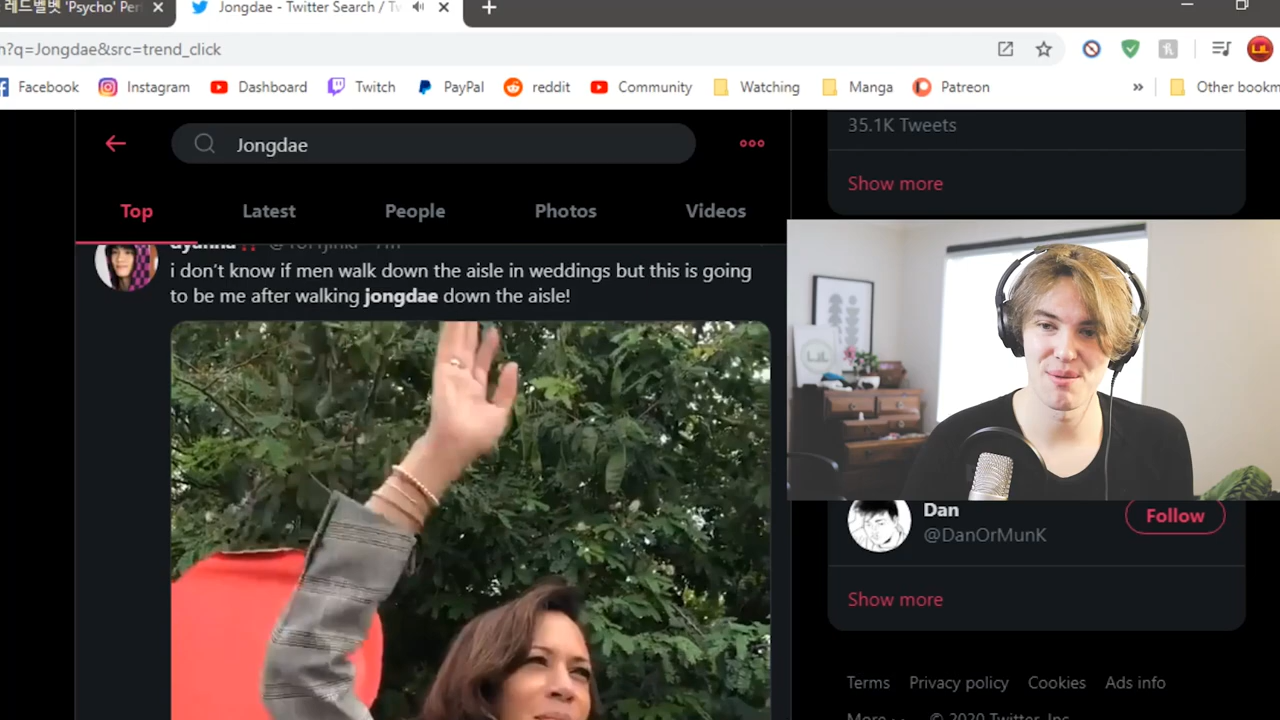 레드벨벳 'Psycho'
Jongdae - Twitter Search /
?q=Jongdae&src=trend_click
Facebook
Instagram
Dashboard
Twitch
PayPal
reddit
Community
Watching
Manga
Patreon
»
Other bookm
Jongdae
Top
Latest
People
Photos
Videos
i don't know if men walk down the aisle in weddings but this is going
to be me after walking jongdae down the aisle!
35.1K Tweets
Show more
Dan
@DanOrMunK
Follow
Show more
Terms Privacy policy Cookies Ads info
More © 2020 Twitter, Inc.